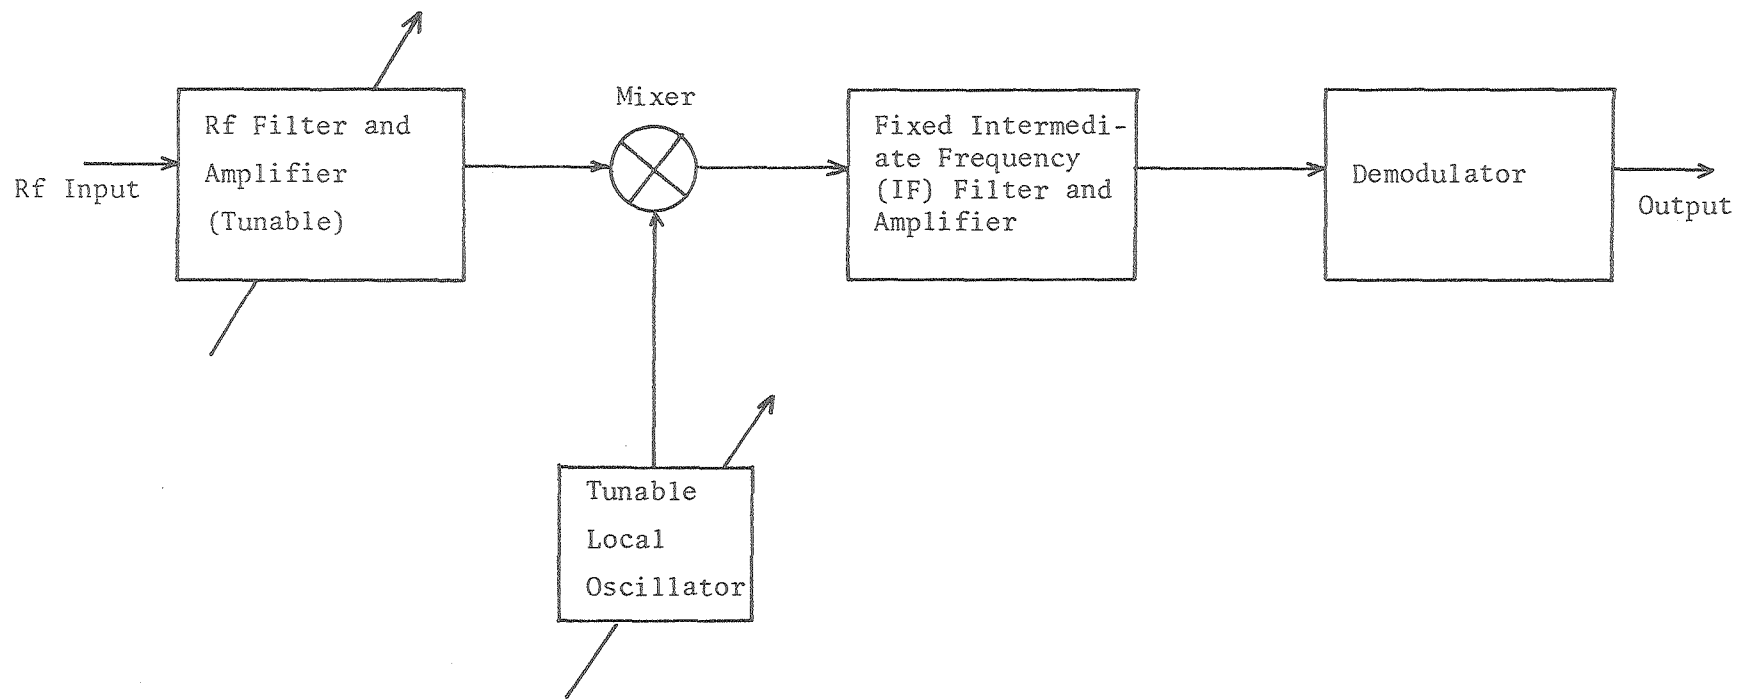 Rf Input
Rf Filter and
Amplifier
(Tunable)
Mixer
Fixed Intermedi-
ate Frequency
(IF) Filter and
Amplifier
Demodulator
Output
Tunable
Local
Oscillator